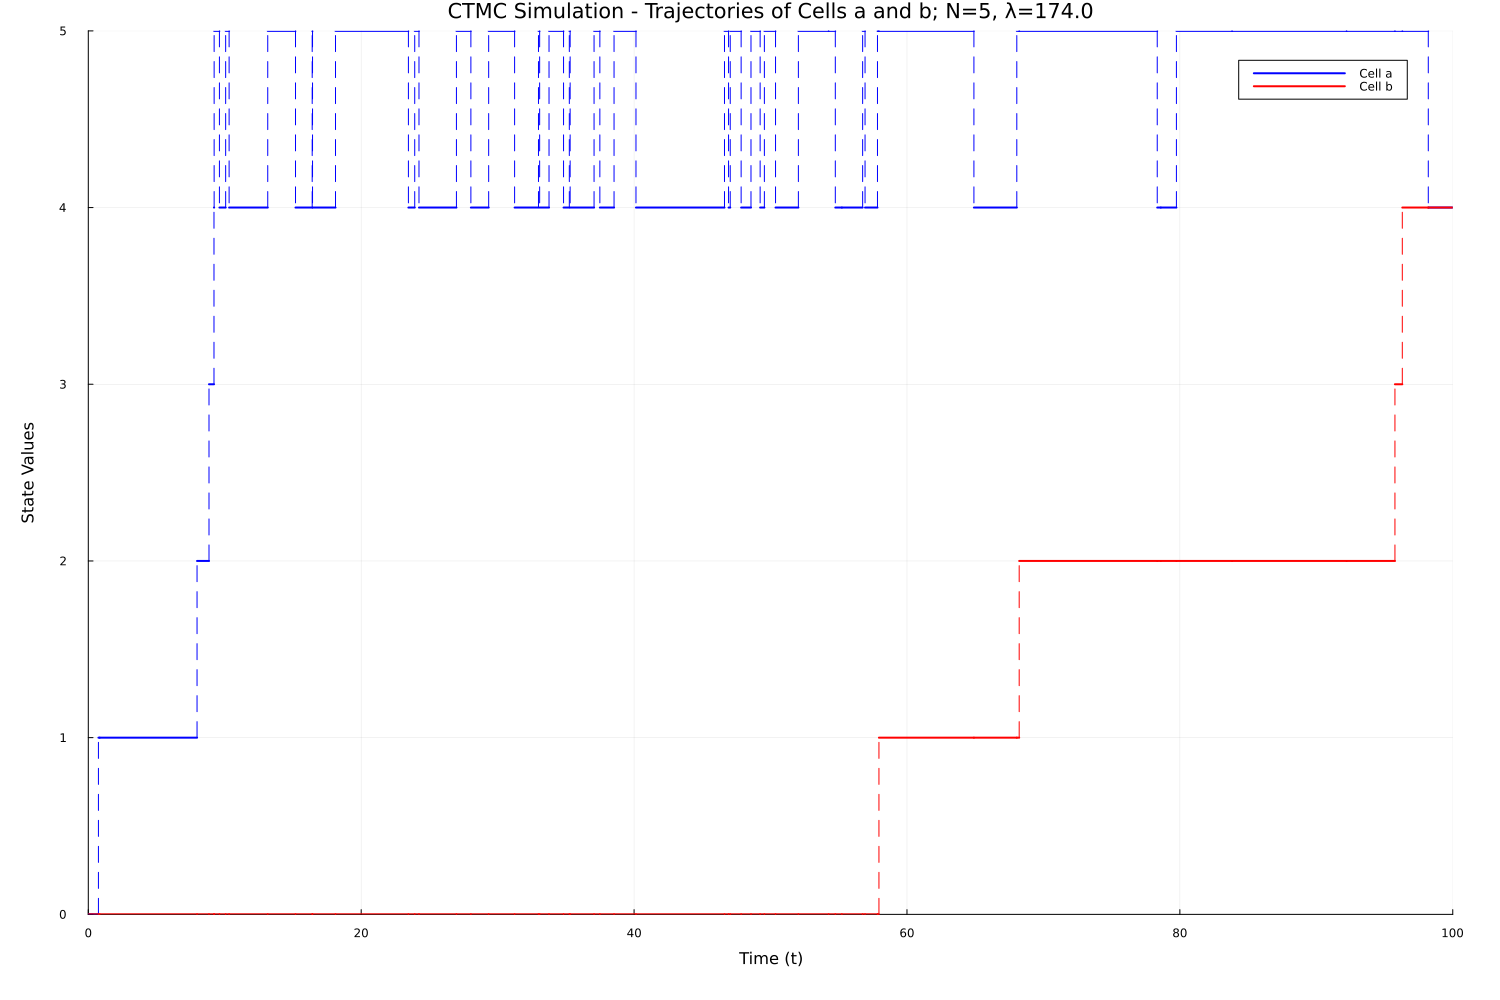 CTMC Simulation - Trajectories of Cells a and b; N=5, λ=174.0
5
Cell a
Cell b
4
3
State Values
2
1
0
0 20 40 60 80 100
Time (t)